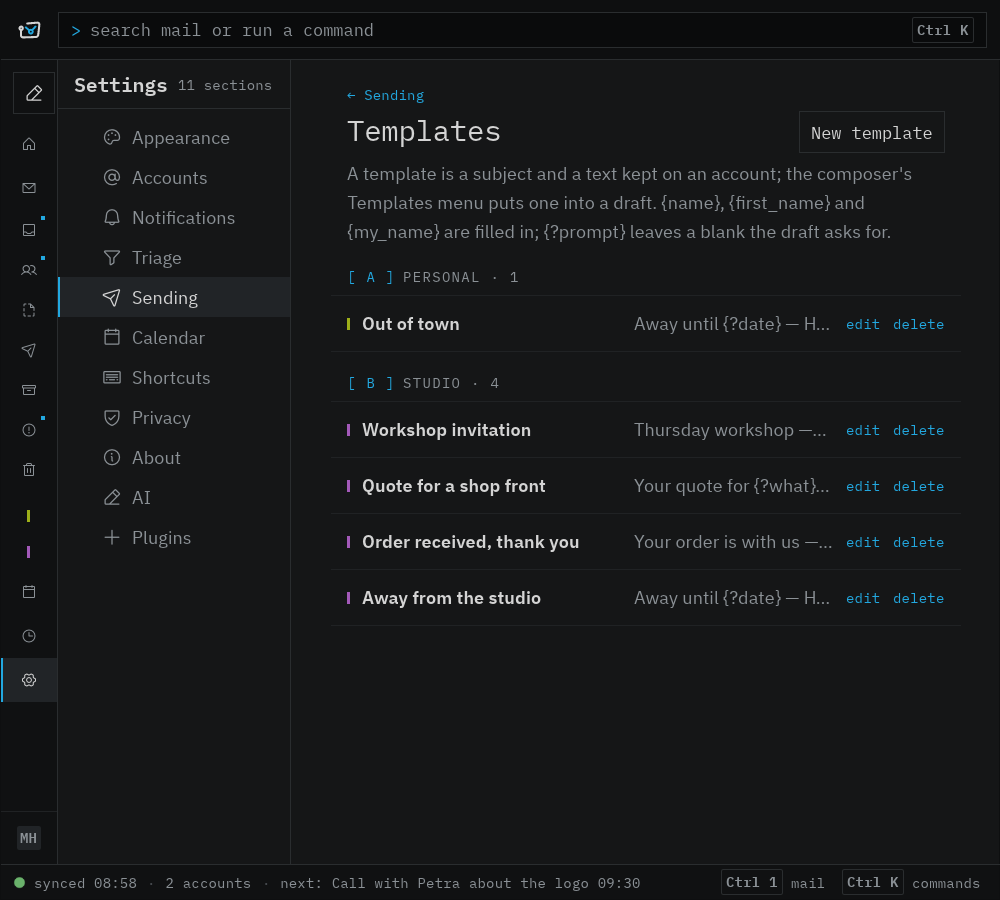 > search mail or run a command Ctrl K
Settings 11 sections
Appearance
Accounts
Notifications
Triage
Sending
Calendar
Shortcuts
Privacy
About
AI
Plugins
← Sending
Templates
New template
A template is a subject and a text kept on an account; the composer's
Templates menu puts one into a draft. {name}, {first_name} and
{my_name} are filled in; {?prompt} leaves a blank the draft asks for.
[ A ] PERSONAL · 1
Out of town Away until {?date} — H... edit delete
[ B ] STUDIO · 4
Workshop invitation Thursday workshop —... edit delete
Quote for a shop front Your quote for {?what}... edit delete
Order received, thank you Your order is with us —... edit delete
Away from the studio Away until {?date} — H... edit delete
MH
synced 08:58 · 2 accounts · next: Call with Petra about the logo 09:30 Ctrl 1 mail Ctrl K commands